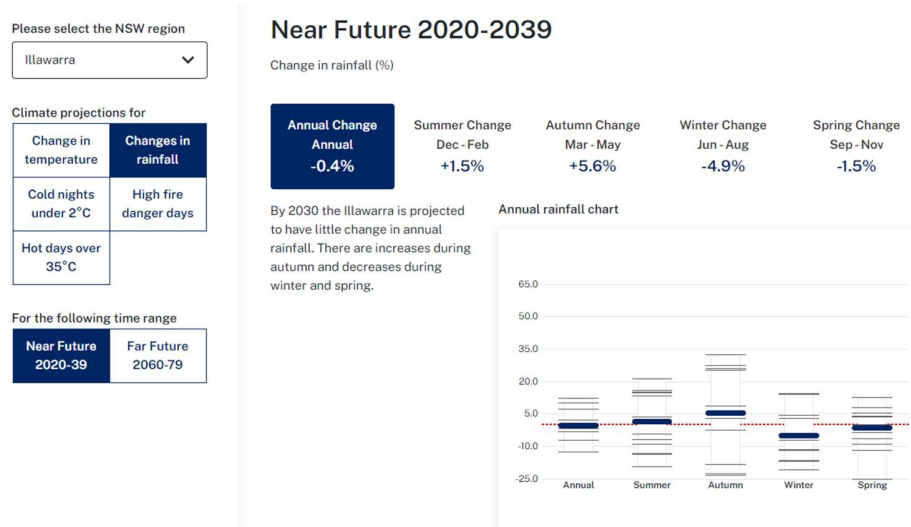 Please select the NSW region
Illawarra
Climate projections for
Change in
temperature
Changes in
rainfall
Cold nights
under 2°C
High fire
danger days
Hot days over
35°C
For the following time range
Near Future
2020-39
Far Future
2060-79
Near Future 2020-2039
Change in rainfall (%)
Annual Change
Annual
-0.4%
Summer Change
Dec - Feb
+1.5%
Autumn Change
Mar - May
+5.6%
Winter Change
Jun - Aug
-4.9%
Spring Change
Sep - Nov
-1.5%
By 2030 the Illawarra is projected
to have little change in annual
rainfall. There are increases during
autumn and decreases during
winter and spring.
Annual rainfall chart
65.0
50.0
35.0
20.0
5.0
-10.0
-25.0
Annual
Summer
Autumn
Winter
Spring